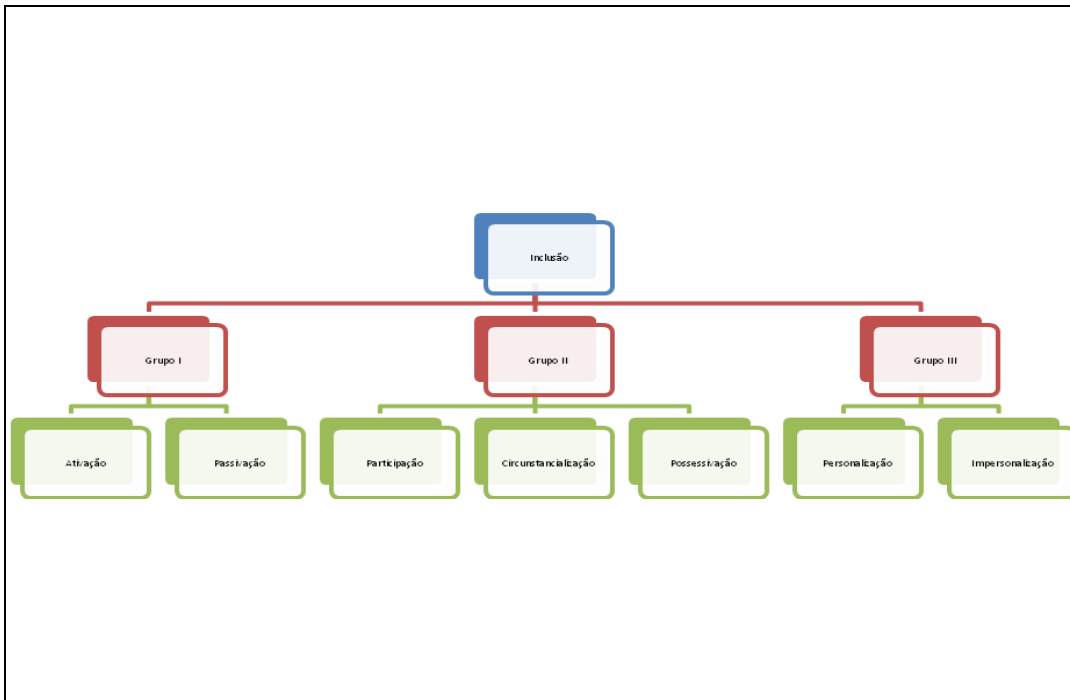 Inclusão
Grupo I
Grupo II
Grupo III
Ativação
Passivação
Participação
Circunstancialização
Possessivação
Personalização
Impersonalização